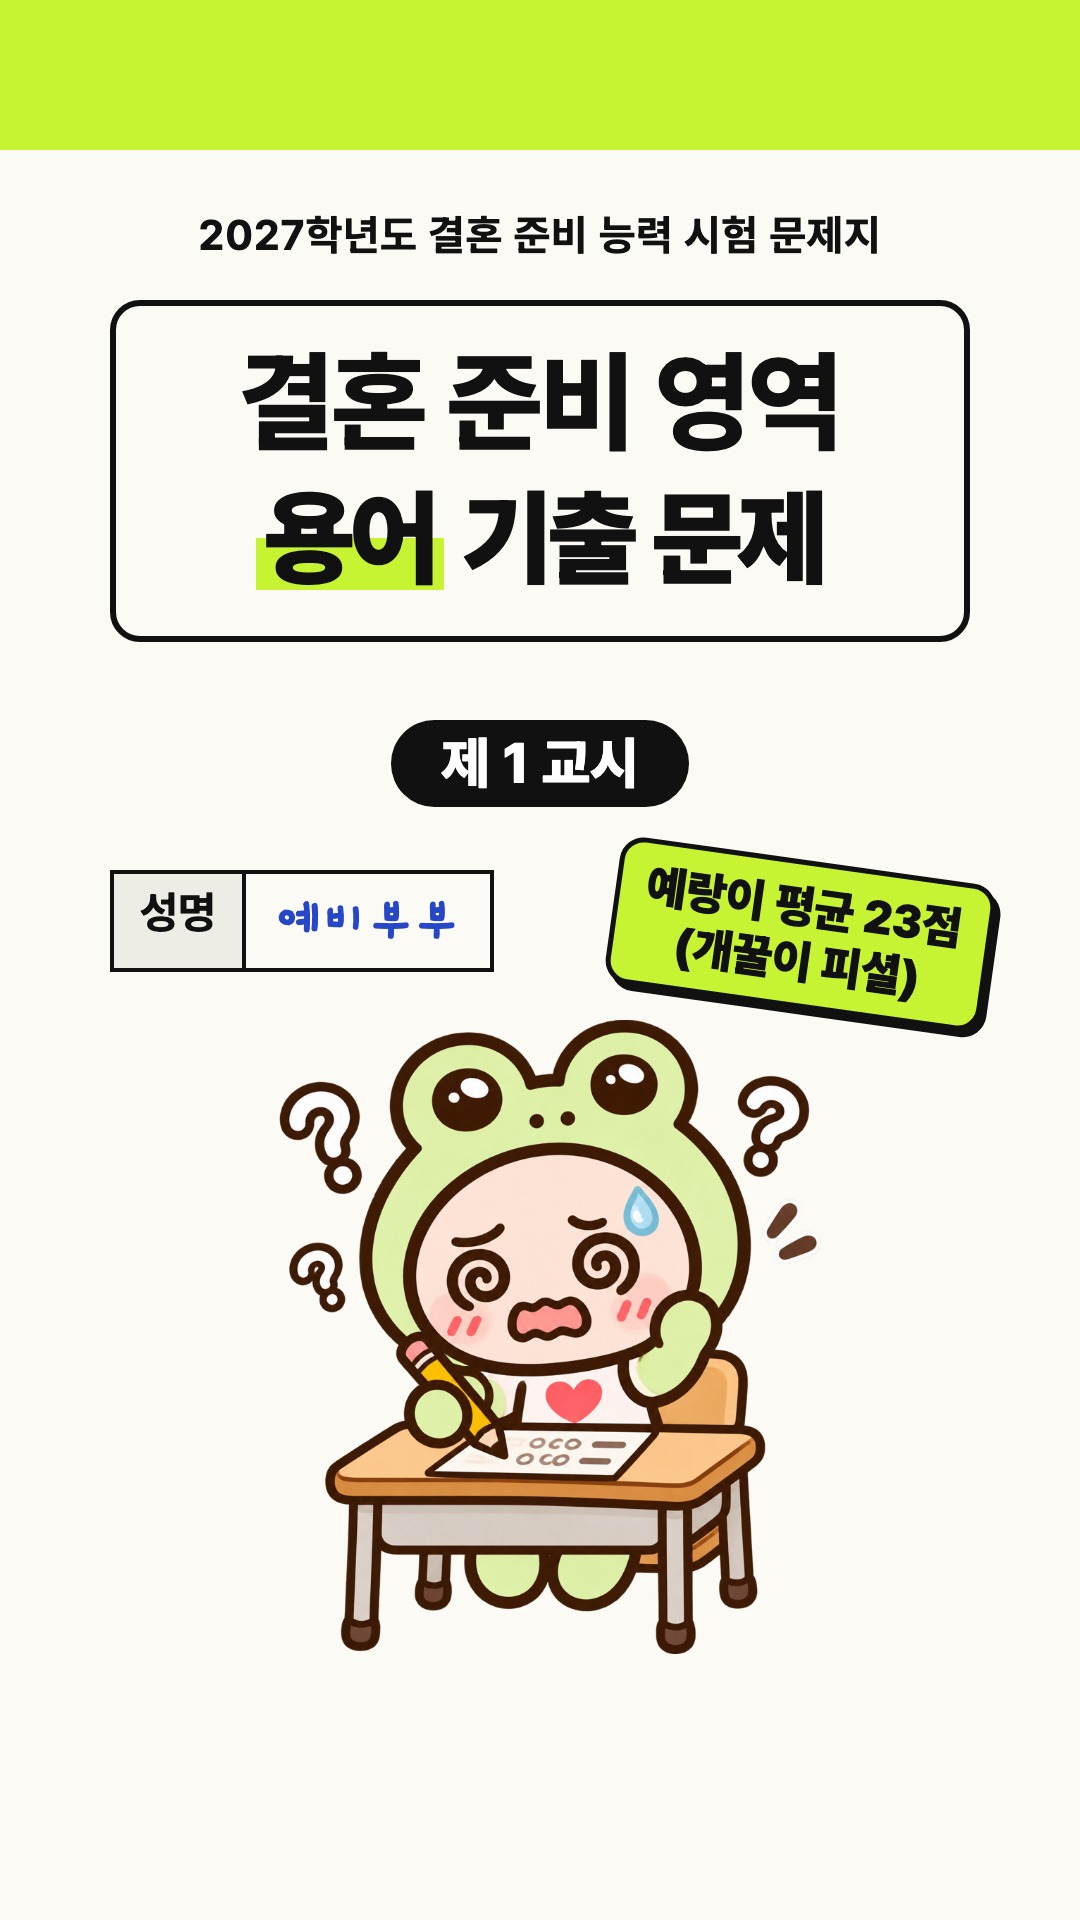 2027학년도 결혼 준비 능력 시험 문제지
결혼 준비 영역
용어 기출 문제
제 1 교시
성명
예비 부부
예랑이 평균 23점
(개꿀이 피셜)